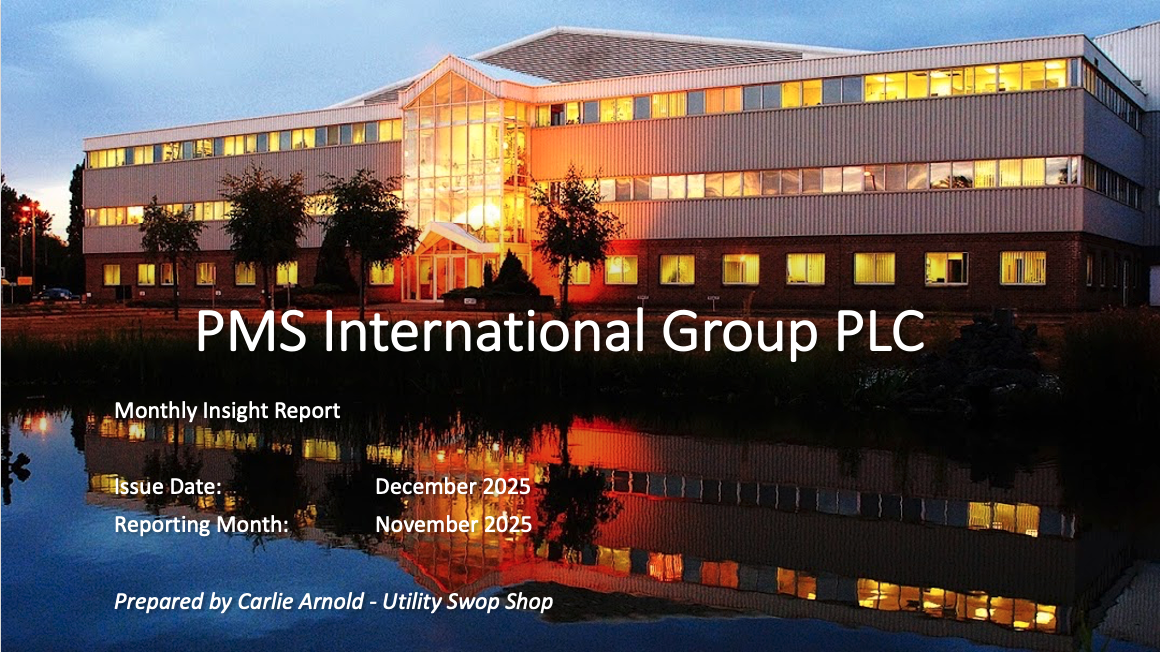 PMS International Group PLC
Monthly Insight Report
Issue Date: December 2025
Reporting Month: November 2025
Prepared by Carlie Arnold - Utility Swop Shop